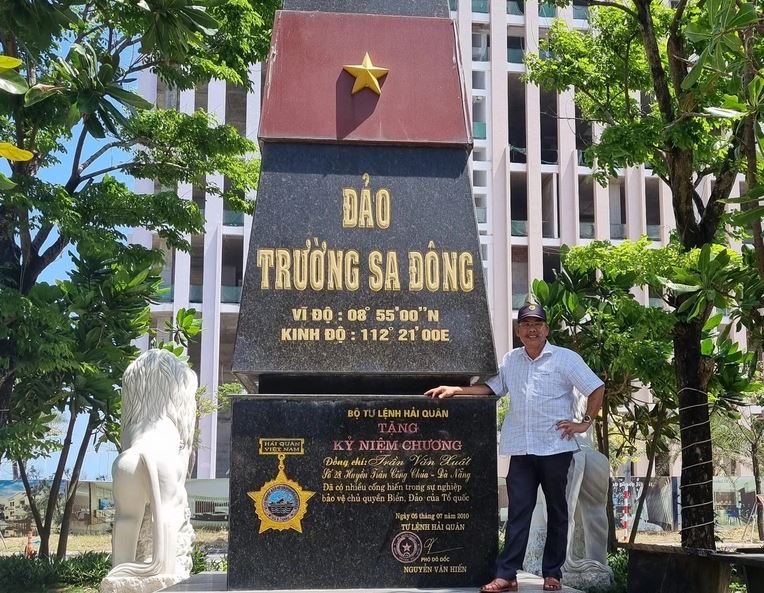 ĐẢO
TRƯỜNG SA ĐÔNG
VĨ ĐỘ : 08° 55'00''N
KINH ĐỘ : 112° 21'00E
BỘ TƯ LỆNH HẢI QUÂN
TẶNG
KỶ NIỆM CHƯƠNG
HẢI QUÂN
VIỆT NAM
Đồng chí: Trần Văn Xuất
Số 28 Huyền Trân Công Chúa - Đà Nẵng
Đã có nhiều cống hiến trong sự nghiệp
bảo vệ chủ quyền Biển, Đảo của Tổ quốc
Ngày 05 tháng 07 năm 2010
TƯ LỆNH HẢI QUÂN
PHÓ ĐÔ ĐỐC
NGUYỄN VĂN HIẾN